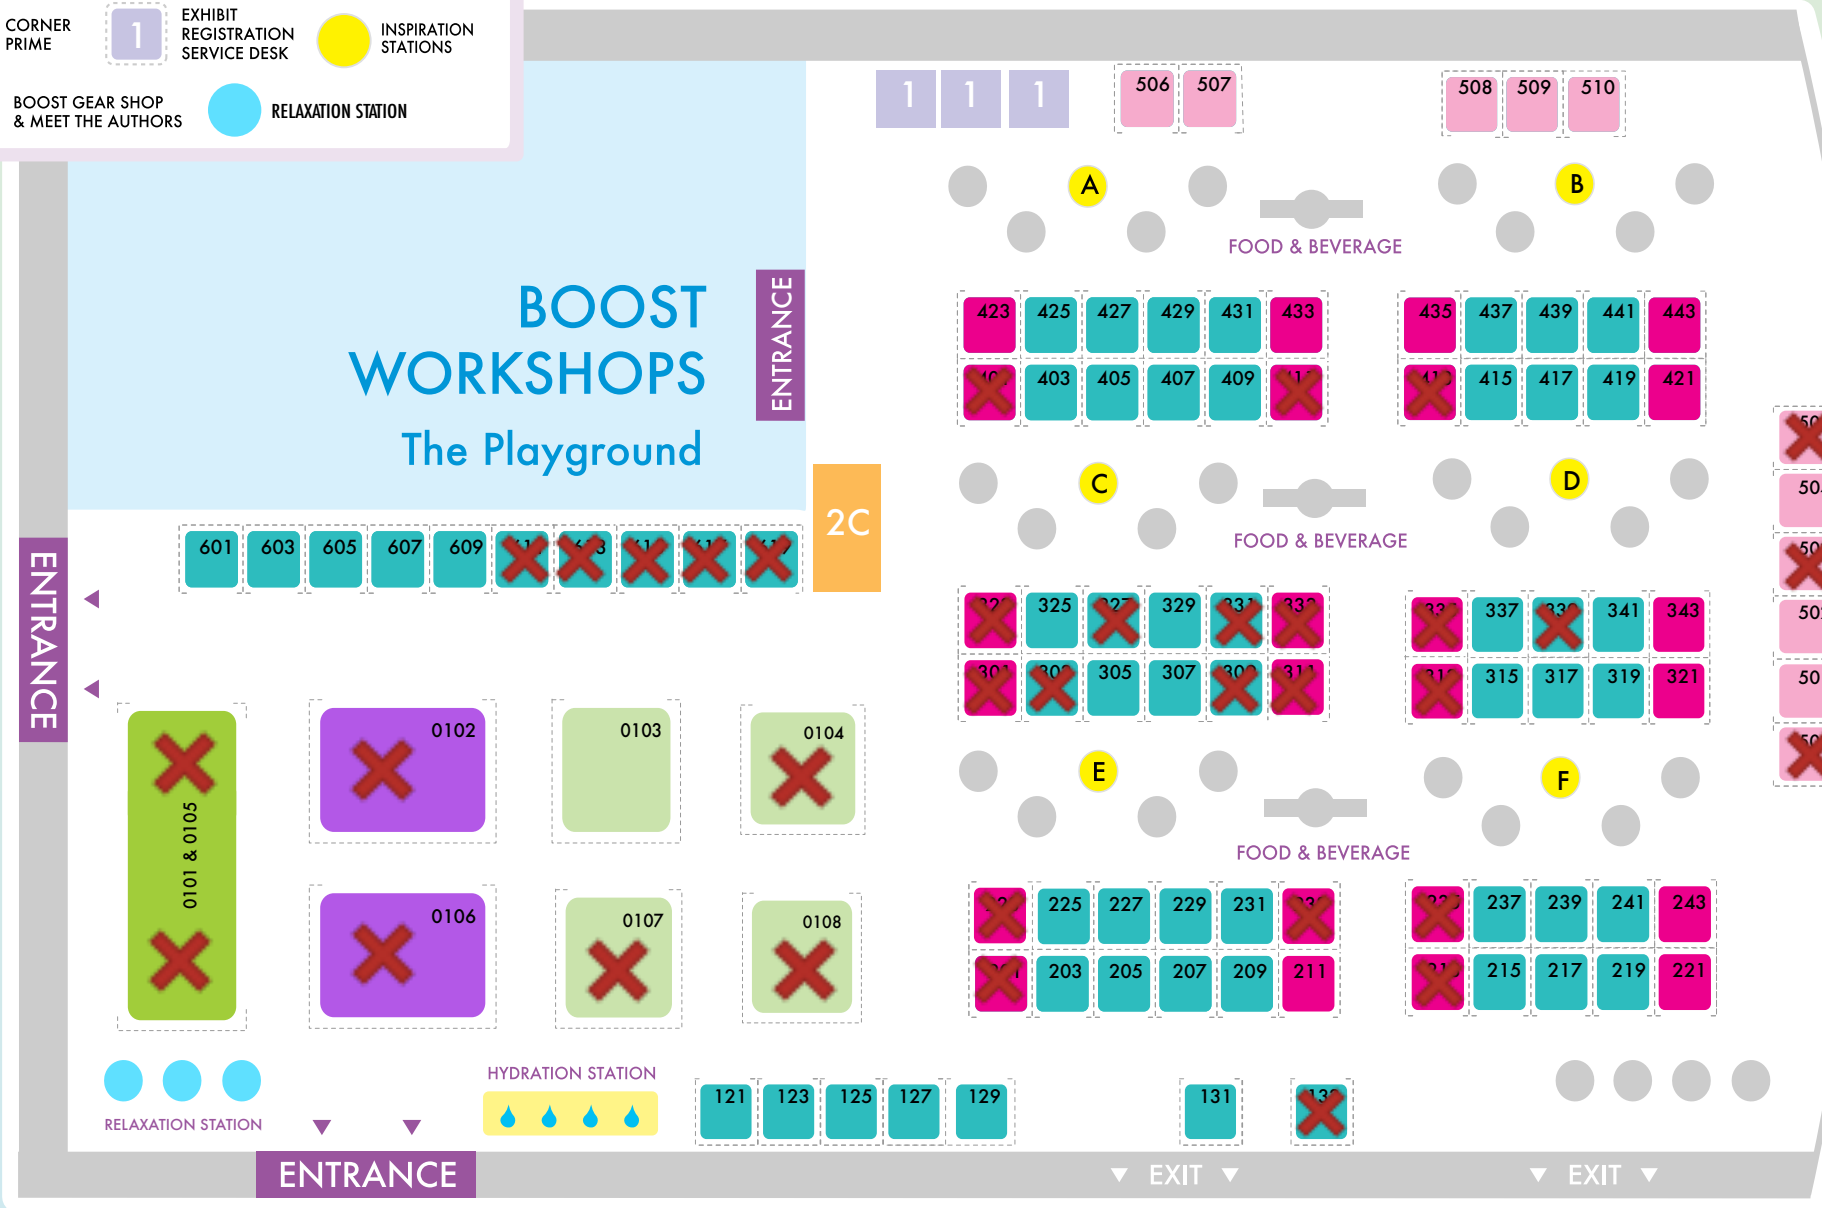 CORNER
PRIME
1
EXHIBIT
REGISTRATION
SERVICE DESK
INSPIRATION
STATIONS
BOOST GEAR SHOP
& MEET THE AUTHORS
RELAXATION STATION
1 1 1
506 507
508 509 510
A
B
FOOD & BEVERAGE
BOOST
WORKSHOPS
The Playground
ENTRANCE
423 425 427 429 431 433
435 437 439 441 443
403 405 407 409
415 417 419 421
C
D
FOOD & BEVERAGE
2C
601 603 605 607 609
ENTRANCE
325 329
337 341 343
305 307
315 317 319 321
0101 & 0105
0102
0103
0104
E
F
FOOD & BEVERAGE
0106
0107
0108
225 227 229 231
237 239 241 243
203 205 207 209 211
215 217 219 221
RELAXATION STATION
HYDRATION STATION
121 123 125 127 129
131
ENTRANCE
EXIT
EXIT